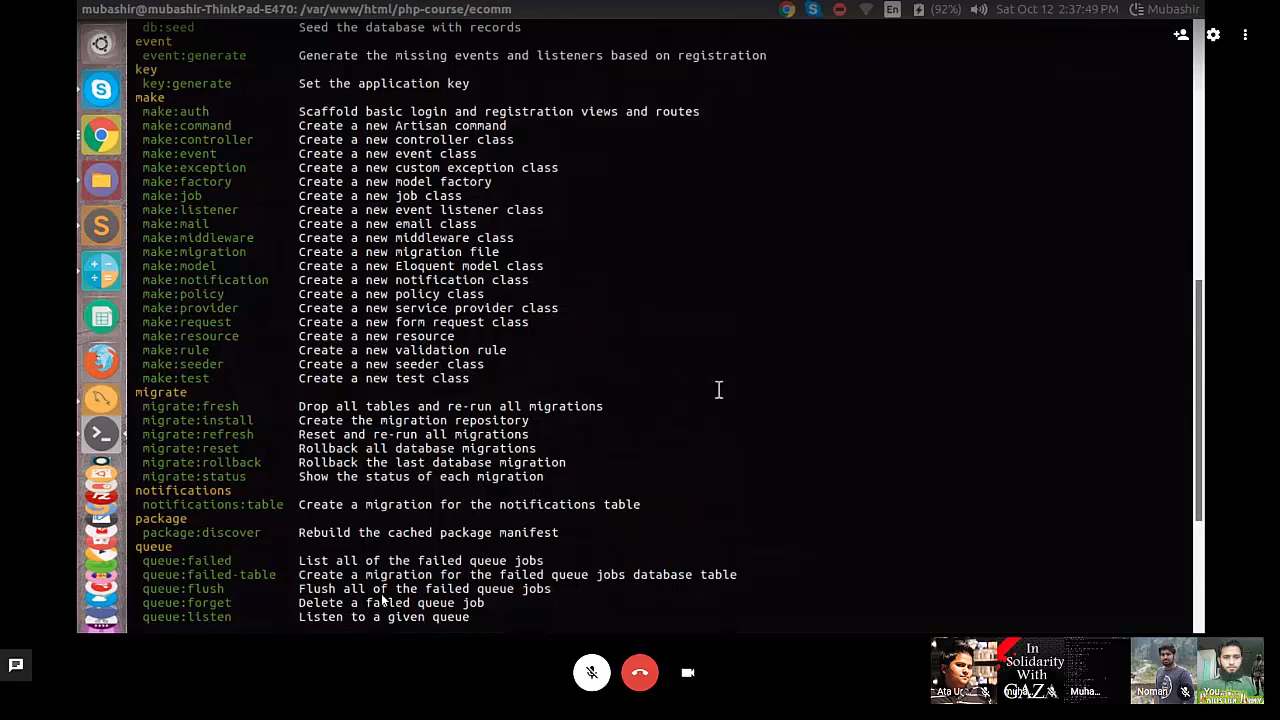 mubashir@mubashir-ThinkPad-E470: /var/www/html/php-course/ecomm
En (92%) Sat Oct 12 2:37:49 PM Mubashir
db:seed Seed the database with records
event
event:generate Generate the missing events and listeners based on registration
key
key:generate Set the application key
make
make:auth Scaffold basic login and registration views and routes
make:command Create a new Artisan command
make:controller Create a new controller class
make:event Create a new event class
make:exception Create a new custom exception class
make:factory Create a new model factory
make:job Create a new job class
make:listener Create a new event listener class
make:mail Create a new email class
make:middleware Create a new middleware class
make:migration Create a new migration file
make:model Create a new Eloquent model class
make:notification Create a new notification class
make:policy Create a new policy class
make:provider Create a new service provider class
make:request Create a new form request class
make:resource Create a new resource
make:rule Create a new validation rule
make:seeder Create a new seeder class
make:test Create a new test class
migrate
migrate:fresh Drop all tables and re-run all migrations
migrate:install Create the migration repository
migrate:refresh Reset and re-run all migrations
migrate:reset Rollback all database migrations
migrate:rollback Rollback the last database migration
migrate:status Show the status of each migration
notifications
notifications:table Create a migration for the notifications table
package
package:discover Rebuild the cached package manifest
queue
queue:failed List all of the failed queue jobs
queue:failed-table Create a migration for the failed queue jobs database table
queue:flush Flush all of the failed queue jobs
queue:forget Delete a failed queue job
queue:listen Listen to a given queue
In
Solidarity
With
GAZA
Muha...
Noman
You